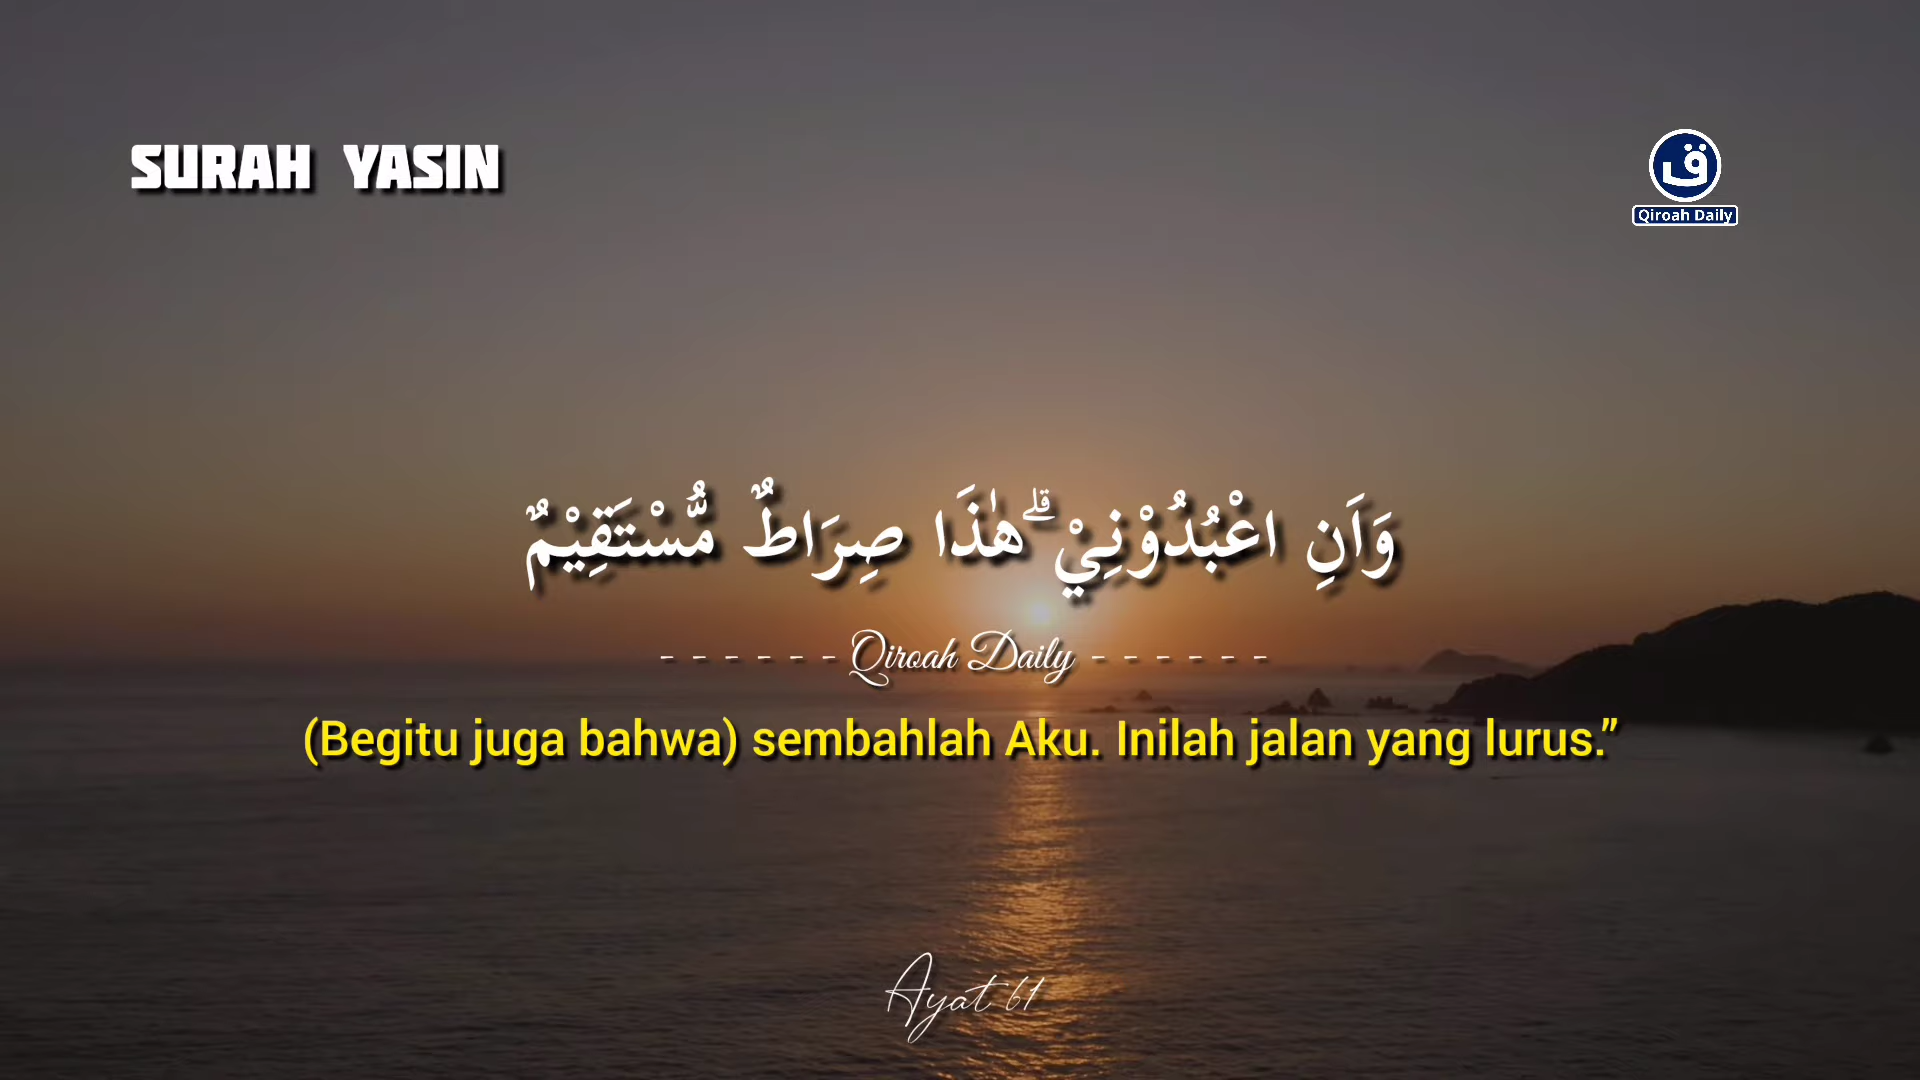 SURAH YASIN
ق
Qiroah Daily
وَاَنِ اعْبُدُوْنِيْ ۗهٰذَا صِرَاطٌ مُّسْتَقِيْمٌ
- - - - - - Qiroah Daily - - - - - -
(Begitu juga bahwa) sembahlah Aku. Inilah jalan yang lurus.”
Ayat 61